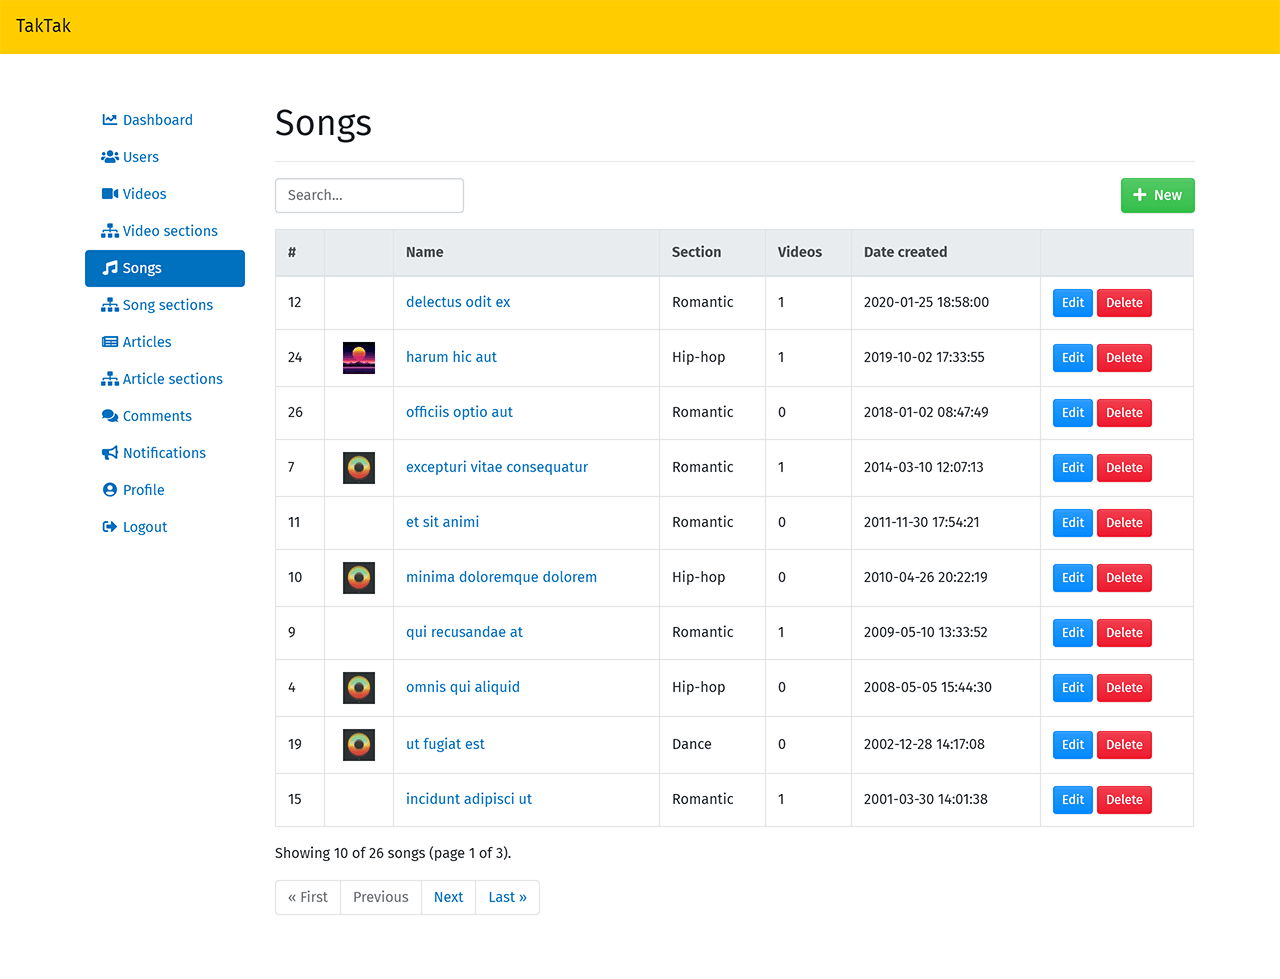 TakTak
Dashboard
Users
Videos
Video sections
Songs
Song sections
Articles
Article sections
Comments
Notifications
Profile
Logout
Songs
Search...
New
# Name Section Videos Date created
12 delectus odit ex Romantic 1 2020-01-25 18:58:00 Edit Delete
24 harum hic aut Hip-hop 1 2019-10-02 17:33:55 Edit Delete
26 officiis optio aut Romantic 0 2018-01-02 08:47:49 Edit Delete
7 excepturi vitae consequatur Romantic 1 2014-03-10 12:07:13 Edit Delete
11 et sit animi Romantic 0 2011-11-30 17:54:21 Edit Delete
10 minima doloremque dolorem Hip-hop 0 2010-04-26 20:22:19 Edit Delete
9 qui recusandae at Romantic 1 2009-05-10 13:33:52 Edit Delete
4 omnis qui aliquid Hip-hop 0 2008-05-05 15:44:30 Edit Delete
19 ut fugiat est Dance 0 2002-12-28 14:17:08 Edit Delete
15 incidunt adipisci ut Romantic 1 2001-03-30 14:01:38 Edit Delete
Showing 10 of 26 songs (page 1 of 3).
« First Previous Next Last »